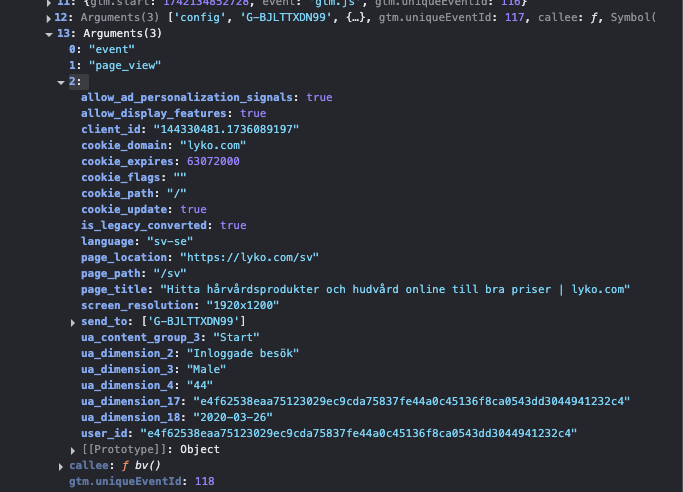 11: {gtm.start: 1742134852728, event: "gtm.js", gtm.uniqueEventId: 116}
12: Arguments(3) ['config', 'G-BJLTTXDN99', {…}, gtm.uniqueEventId: 117, callee: ƒ, Symbol(
13: Arguments(3)
0: "event"
1: "page_view"
2:
allow_ad_personalization_signals: true
allow_display_features: true
client_id: "144330481.1736089197"
cookie_domain: "lyko.com"
cookie_expires: 63072000
cookie_flags: ""
cookie_path: "/"
cookie_update: true
is_legacy_converted: true
language: "sv-se"
page_location: "https://lyko.com/sv"
page_path: "/sv"
page_title: "Hitta hårvårdsprodukter och hudvård online till bra priser | lyko.com"
screen_resolution: "1920x1200"
send_to: ['G-BJLTTXDN99']
ua_content_group_3: "Start"
ua_dimension_2: "Inloggade besök"
ua_dimension_3: "Male"
ua_dimension_4: "44"
ua_dimension_17: "e4f62538eaa75123029ec9cda75837fe44a0c45136f8ca0543dd3044941232c4"
ua_dimension_18: "2020-03-26"
user_id: "e4f62538eaa75123029ec9cda75837fe44a0c45136f8ca0543dd3044941232c4"
[[Prototype]]: Object
callee: ƒ bv()
gtm.uniqueEventId: 118